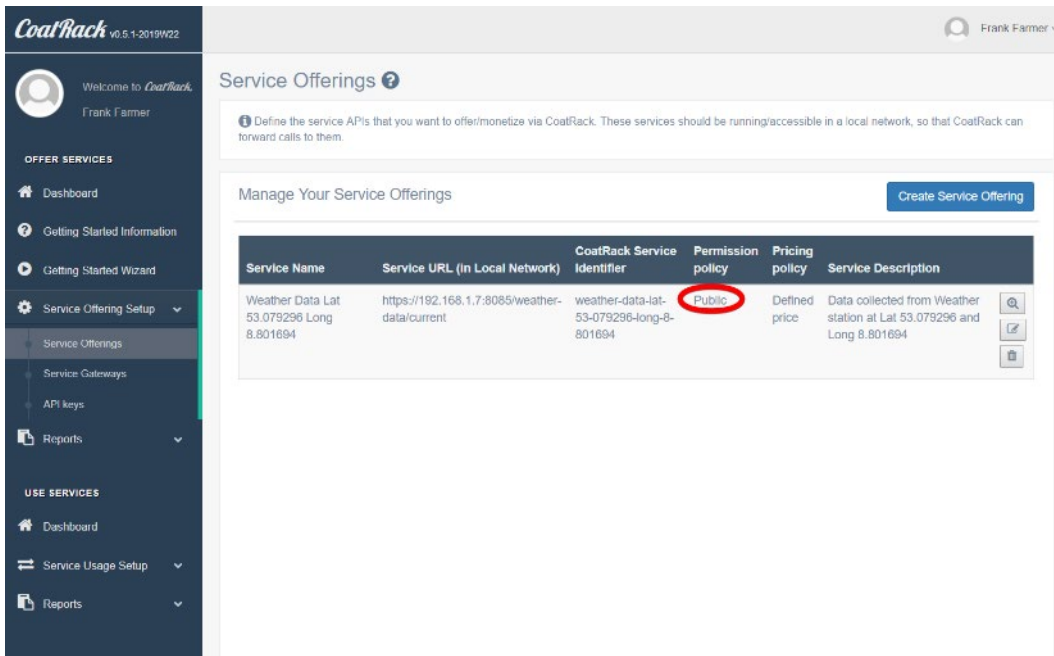 CoatRack v0.5.1-2019W22
Frank Farmer
Welcome to CoatRack,
Frank Farmer
OFFER SERVICES
Dashboard
Getting Started Information
Getting Started Wizard
Service Offering Setup
Service Offerings
Service Gateways
API keys
Reports
USE SERVICES
Dashboard
Service Usage Setup
Reports
Service Offerings
Define the service APIs that you want to offer/monetize via CoatRack. These services should be running/accessible in a local network, so that CoatRack can
forward calls to them.
Manage Your Service Offerings
Create Service Offering
Service Name
Service URL (in Local Network)
CoatRack Service
Identifier
Permission
policy
Pricing
policy
Service Description
Weather Data Lat
53.079296 Long
8.801694
https://192.168.1.7:8085/weather-
data/current
weather-data-lat-
53-079296-long-8-
801694
Public
Defined
price
Data collected from Weather
station at Lat 53.079296 and
Long 8.801694